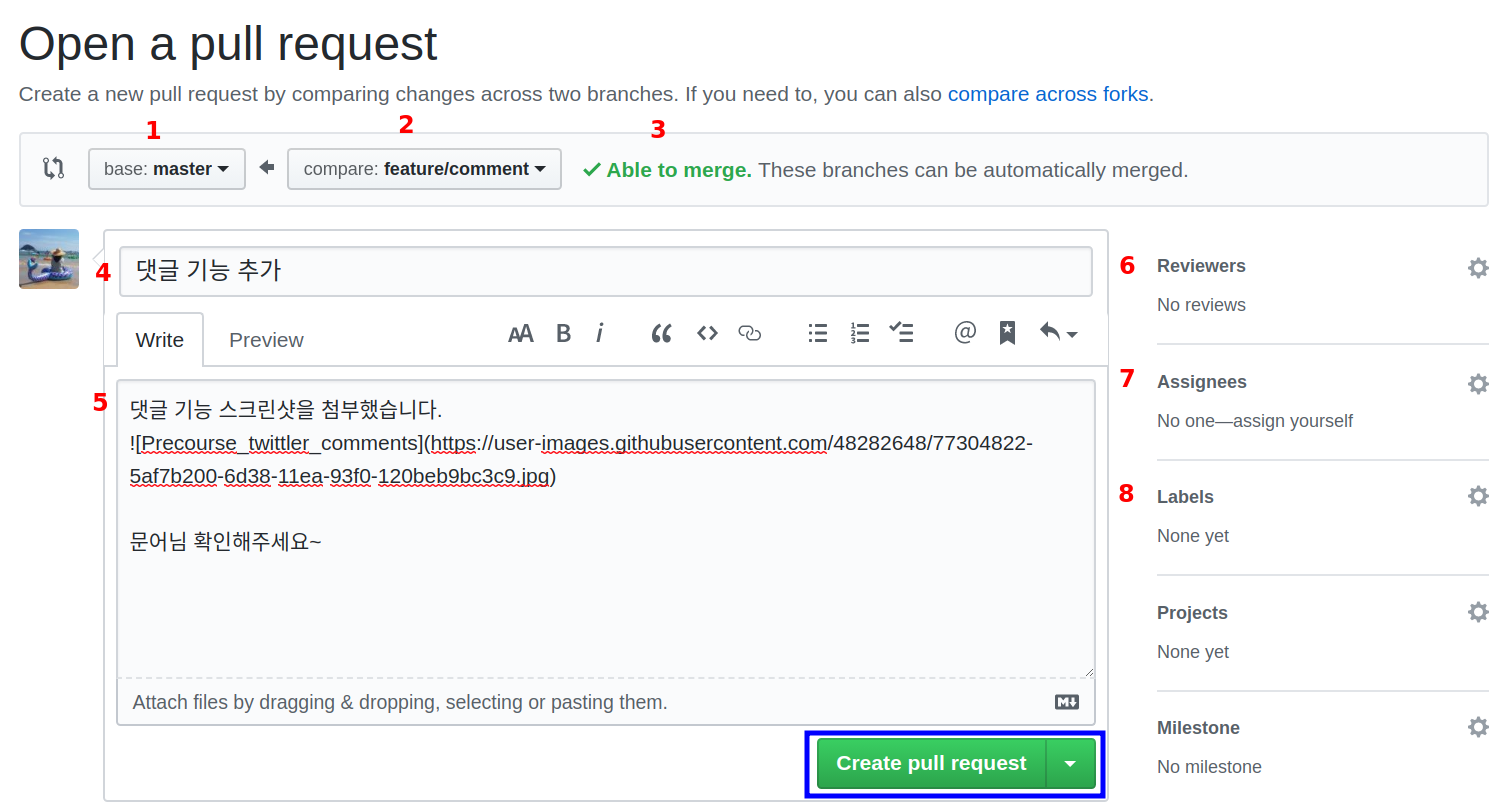 Open a pull request
Create a new pull request by comparing changes across two branches. If you need to, you can also compare across forks.
1 2 3
base: master compare: feature/comment Able to merge. These branches can be automatically merged.
4 댓글 기능 추가
Write Preview AA B i @
5 댓글 기능 스크린샷을 첨부했습니다.
![Precourse_twittler_comments](https://user-images.githubusercontent.com/48282648/77304822-
5af7b200-6d38-11ea-93f0-120beb9bc3c9.jpg)
문어님 확인해주세요~
Attach files by dragging & dropping, selecting or pasting them. M
Create pull request
6 Reviewers
No reviews
7 Assignees
No one—assign yourself
8 Labels
None yet
Projects
None yet
Milestone
No milestone